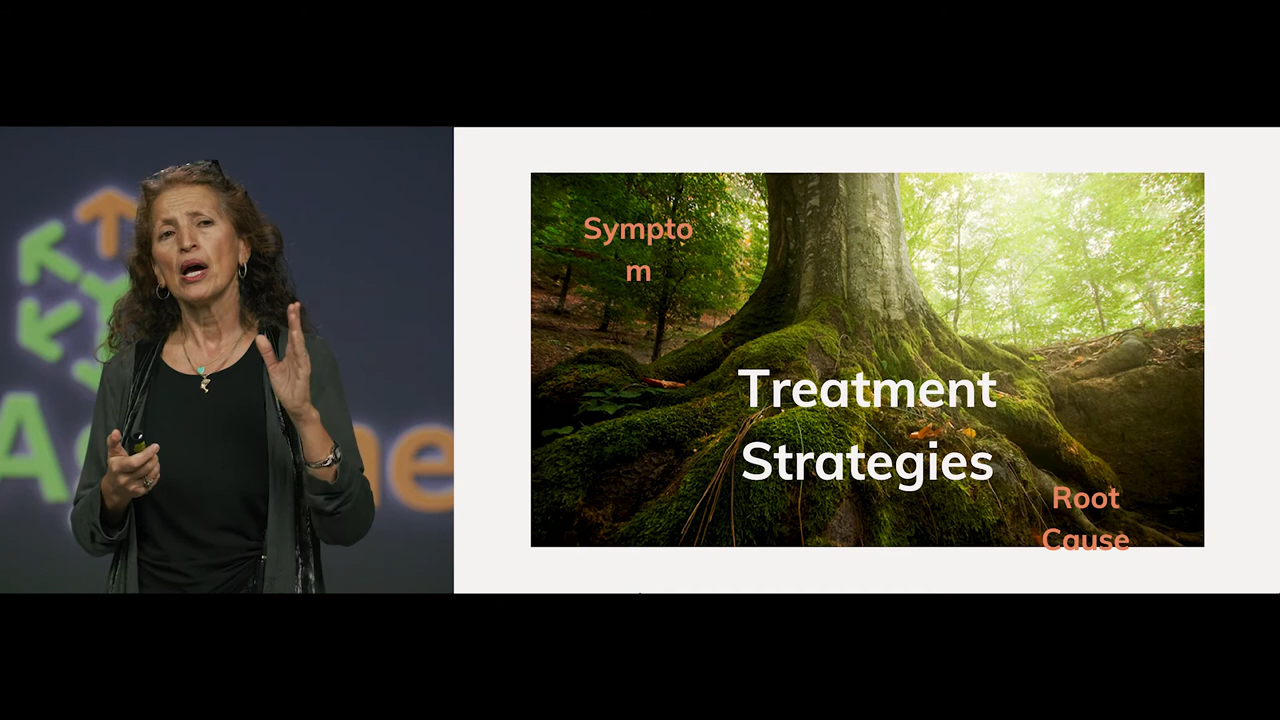 Sympto
m
Treatment
Strategies
Root
Cause